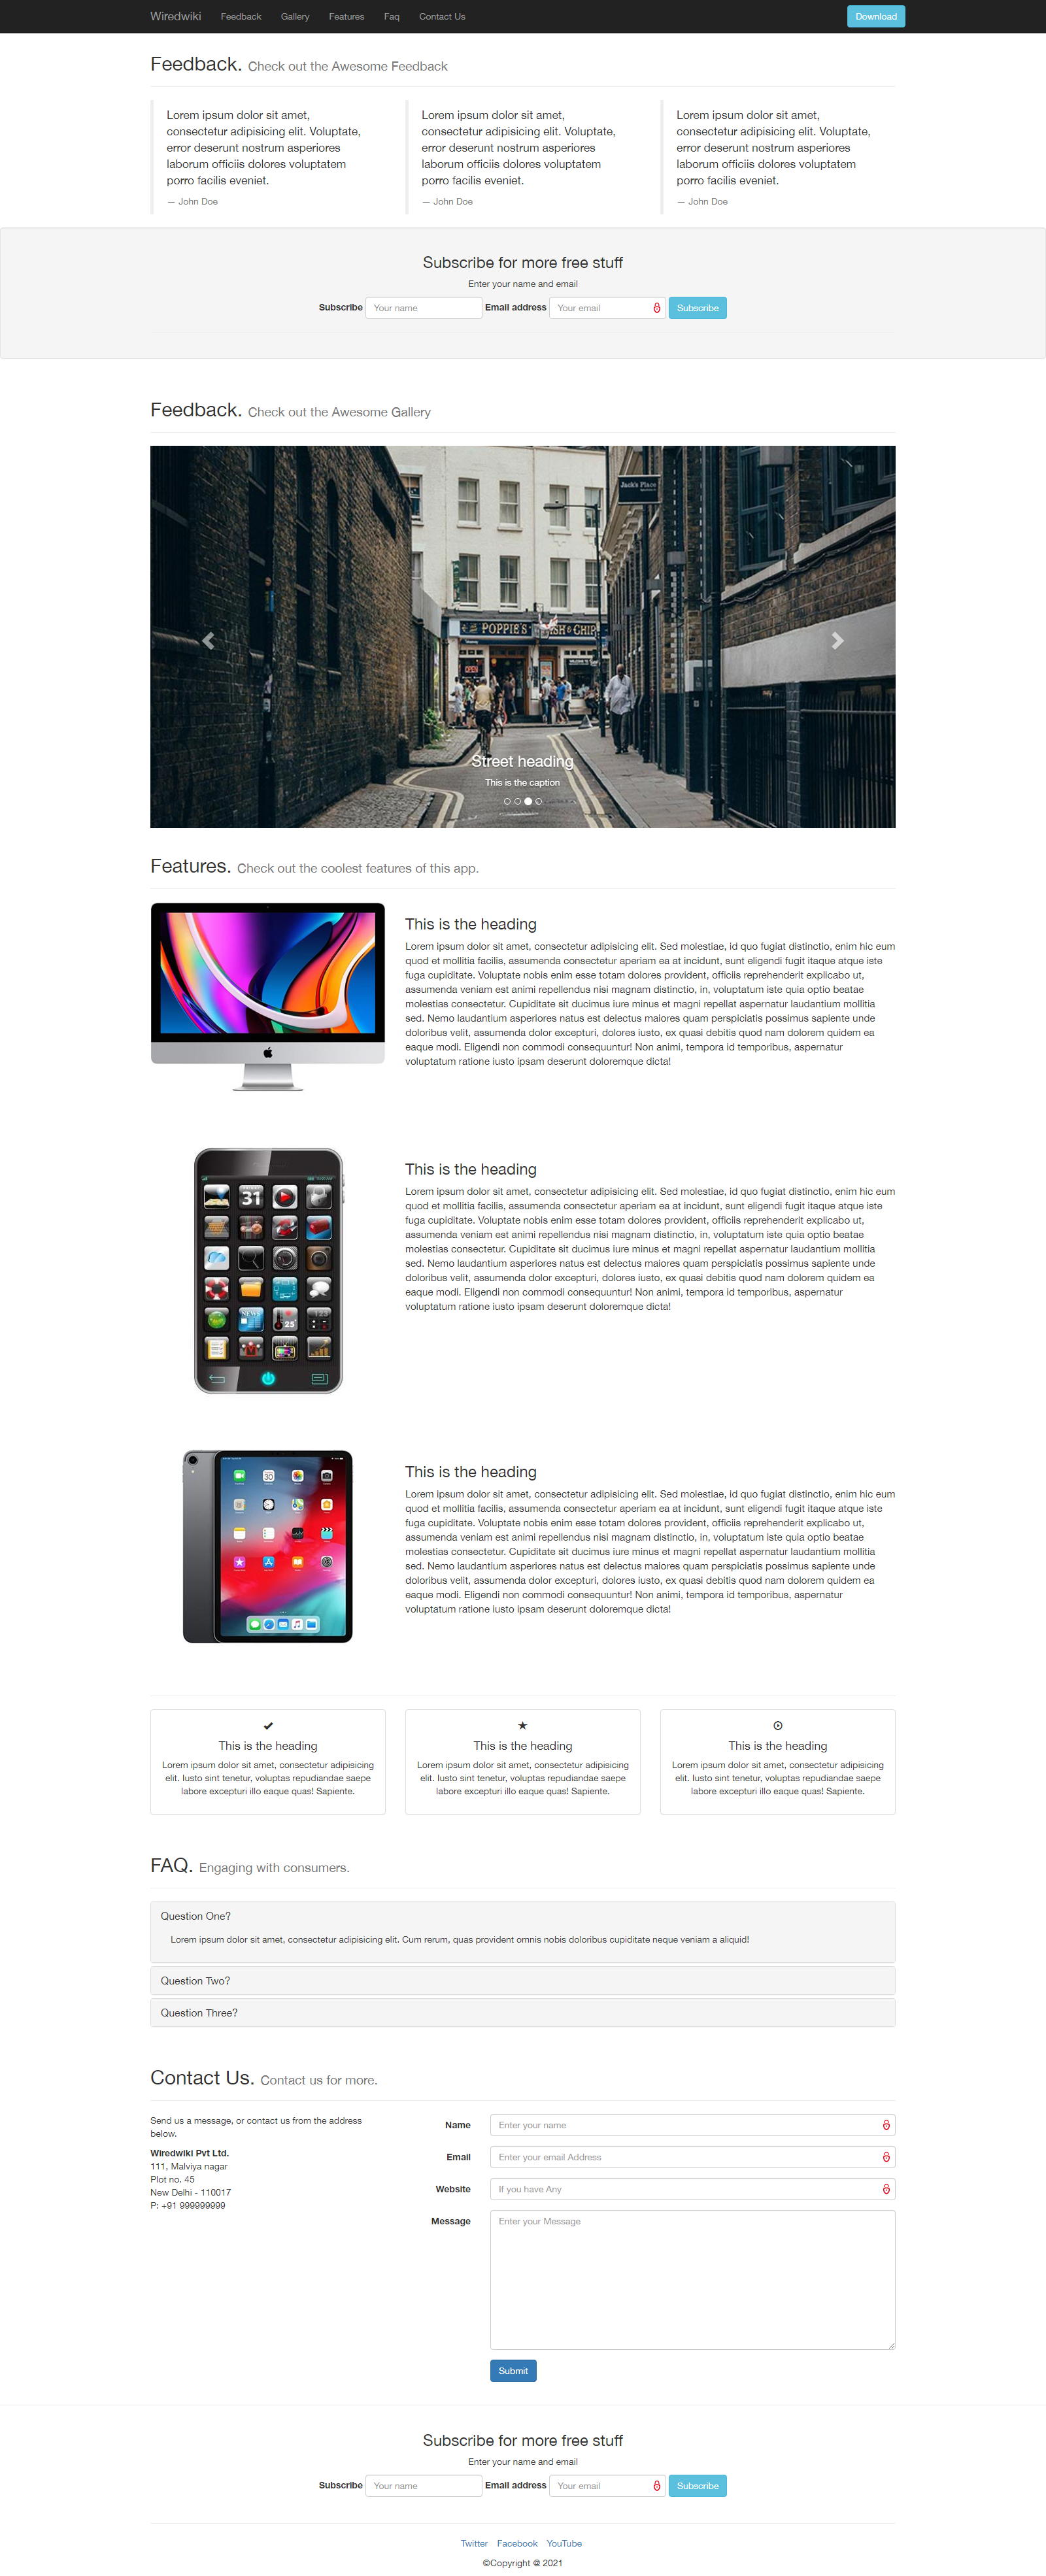 Wiredwiki Feedback Gallery Features Faq Contact Us Download
Feedback. Check out the Awesome Feedback
Lorem ipsum dolor sit amet,
consectetur adipisicing elit. Voluptate,
error deserunt nostrum asperiores
laborum officiis dolores voluptatem
porro facilis eveniet.
— John Doe
Lorem ipsum dolor sit amet,
consectetur adipisicing elit. Voluptate,
error deserunt nostrum asperiores
laborum officiis dolores voluptatem
porro facilis eveniet.
— John Doe
Lorem ipsum dolor sit amet,
consectetur adipisicing elit. Voluptate,
error deserunt nostrum asperiores
laborum officiis dolores voluptatem
porro facilis eveniet.
— John Doe
Subscribe for more free stuff
Enter your name and email
Subscribe Your name Email address Your email Subscribe
Feedback. Check out the Awesome Gallery
Jack's Place
POPPIE'S FISH & CHIPS
OPEN
Street heading
This is the caption
Features. Check out the coolest features of this app.
This is the heading
Lorem ipsum dolor sit amet, consectetur adipisicing elit. Sed molestiae, id quo fugiat distinctio, enim hic eum
quod et mollitia facilis, assumenda consectetur aperiam ea at incidunt, sunt eligendi fugit itaque atque iste
fuga cupiditate. Voluptate nobis enim esse totam dolores provident, officiis reprehenderit explicabo ut,
assumenda veniam est animi repellendus nisi magnam distinctio, in, voluptatum iste quia optio beatae
molestias consectetur. Cupiditate sit ducimus iure minus et magni repellat aspernatur laudantium mollitia
sed. Nemo laudantium asperiores natus est delectus maiores quam perspiciatis possimus sapiente unde
doloribus velit, assumenda dolor excepturi, dolores iusto, ex quasi debitis quod nam dolorem quidem ea
eaque modi. Eligendi non commodi consequuntur! Non animi, tempora id temporibus, aspernatur
voluptatum ratione iusto ipsam deserunt doloremque dicta!
31
NEW
25°
123
This is the heading
Lorem ipsum dolor sit amet, consectetur adipisicing elit. Sed molestiae, id quo fugiat distinctio, enim hic eum
quod et mollitia facilis, assumenda consectetur aperiam ea at incidunt, sunt eligendi fugit itaque atque iste
fuga cupiditate. Voluptate nobis enim esse totam dolores provident, officiis reprehenderit explicabo ut,
assumenda veniam est animi repellendus nisi magnam distinctio, in, voluptatum iste quia optio beatae
molestias consectetur. Cupiditate sit ducimus iure minus et magni repellat aspernatur laudantium mollitia
sed. Nemo laudantium asperiores natus est delectus maiores quam perspiciatis possimus sapiente unde
doloribus velit, assumenda dolor excepturi, dolores iusto, ex quasi debitis quod nam dolorem quidem ea
eaque modi. Eligendi non commodi consequuntur! Non animi, tempora id temporibus, aspernatur
voluptatum ratione iusto ipsam deserunt doloremque dicta!
30
This is the heading
Lorem ipsum dolor sit amet, consectetur adipisicing elit. Sed molestiae, id quo fugiat distinctio, enim hic eum
quod et mollitia facilis, assumenda consectetur aperiam ea at incidunt, sunt eligendi fugit itaque atque iste
fuga cupiditate. Voluptate nobis enim esse totam dolores provident, officiis reprehenderit explicabo ut,
assumenda veniam est animi repellendus nisi magnam distinctio, in, voluptatum iste quia optio beatae
molestias consectetur. Cupiditate sit ducimus iure minus et magni repellat aspernatur laudantium mollitia
sed. Nemo laudantium asperiores natus est delectus maiores quam perspiciatis possimus sapiente unde
doloribus velit, assumenda dolor excepturi, dolores iusto, ex quasi debitis quod nam dolorem quidem ea
eaque modi. Eligendi non commodi consequuntur! Non animi, tempora id temporibus, aspernatur
voluptatum ratione iusto ipsam deserunt doloremque dicta!
This is the heading
Lorem ipsum dolor sit amet, consectetur adipisicing
elit. Iusto sint tenetur, voluptas repudiandae saepe
labore excepturi illo eaque quas! Sapiente.
This is the heading
Lorem ipsum dolor sit amet, consectetur adipisicing
elit. Iusto sint tenetur, voluptas repudiandae saepe
labore excepturi illo eaque quas! Sapiente.
This is the heading
Lorem ipsum dolor sit amet, consectetur adipisicing
elit. Iusto sint tenetur, voluptas repudiandae saepe
labore excepturi illo eaque quas! Sapiente.
FAQ. Engaging with consumers.
Question One?
Lorem ipsum dolor sit amet, consectetur adipisicing elit. Cum rerum, quas provident omnis nobis doloribus cupiditate neque veniam a aliquid!
Question Two?
Question Three?
Contact Us. Contact us for more.
Send us a message, or contact us from the address
below.
Wiredwiki Pvt Ltd.
111, Malviya nagar
Plot no. 45
New Delhi - 110017
P: +91 999999999
Name Enter your name
Email Enter your email Address
Website If you have Any
Message Enter your Message
Submit
Subscribe for more free stuff
Enter your name and email
Subscribe Your name Email address Your email Subscribe
Twitter Facebook YouTube
©Copyright @ 2021